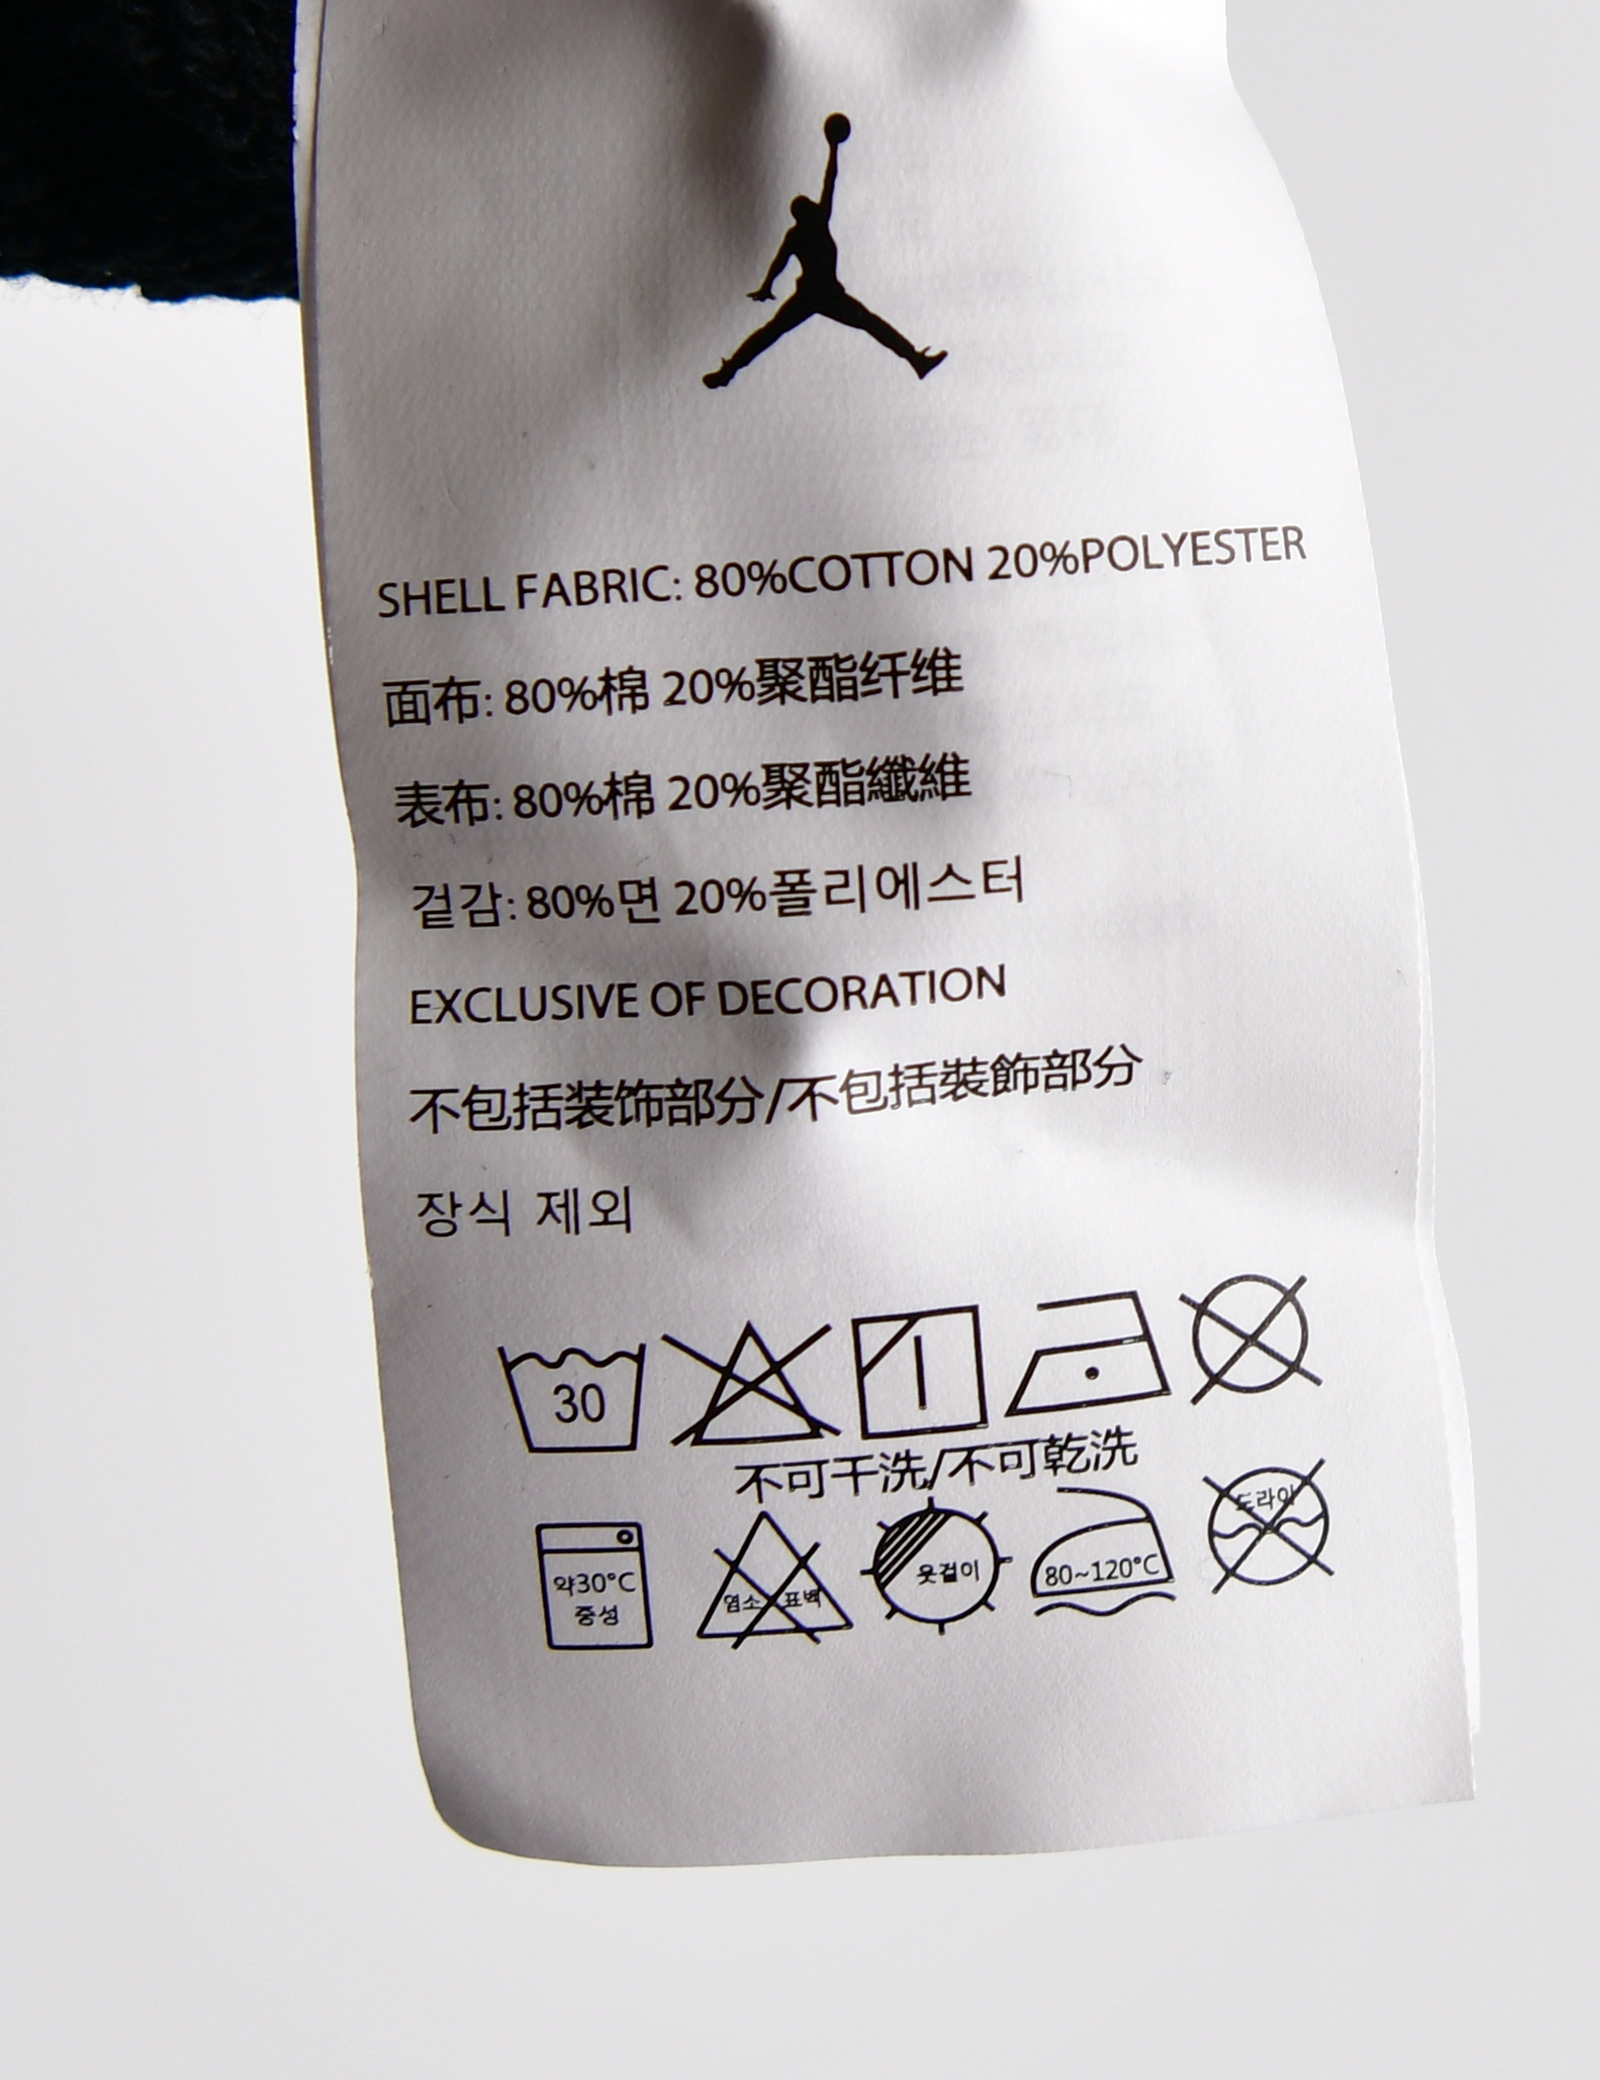 SHELL FABRIC: 80%COTTON 20%POLYESTER
面布: 80%棉 20%聚酯纤维
表布: 80%棉 20%聚酯纖維
겉감: 80%면 20%폴리에스터
EXCLUSIVE OF DECORATION
不包括装饰部分/不包括裝飾部分
장식 제외
30
不可干洗/不可乾洗
약30°C
중성
염소 표백
옷걸이
80~120°C
드라이